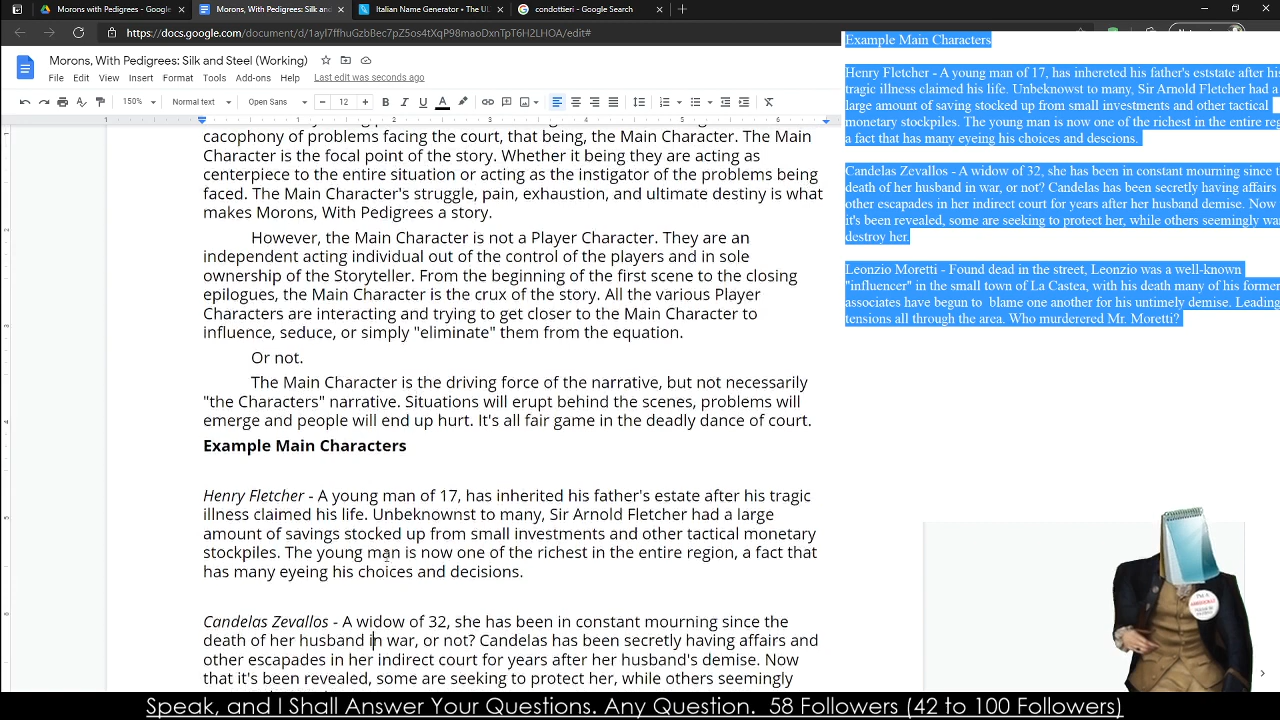 Morons with Pedigrees - Google
Morons, With Pedigrees: Silk and
Italian Name Generator • The Ul
condottieri - Google Search
https://docs.google.com/document/d/1ayl7ffhuGzbBec7pZ5os4tXqP98maoDxnTpT6H2LHOA/edit#
Morons, With Pedigrees: Silk and Steel (Working)
File Edit View Insert Format Tools Add-ons Help Last edit was seconds ago
150% Normal text Open Sans 12
cacophony of problems facing the court, that being, the Main Character. The Main
Character is the focal point of the story. Whether it being they are acting as
centerpiece to the entire situation or acting as the instigator of the problems being
faced. The Main Character's struggle, pain, exhaustion, and ultimate destiny is what
makes Morons, With Pedigrees a story.
However, the Main Character is not a Player Character. They are an
independent acting individual out of the control of the players and in sole
ownership of the Storyteller. From the beginning of the first scene to the closing
epilogues, the Main Character is the crux of the story. All the various Player
Characters are interacting and trying to get closer to the Main Character to
influence, seduce, or simply "eliminate" them from the equation.
Or not.
The Main Character is the driving force of the narrative, but not necessarily
"the Characters" narrative. Situations will erupt behind the scenes, problems will
emerge and people will end up hurt. It's all fair game in the deadly dance of court.
Example Main Characters
Henry Fletcher - A young man of 17, has inherited his father's estate after his tragic
illness claimed his life. Unbeknownst to many, Sir Arnold Fletcher had a large
amount of savings stocked up from small investments and other tactical monetary
stockpiles. The young man is now one of the richest in the entire region, a fact that
has many eyeing his choices and decisions.
Candelas Zevallos - A widow of 32, she has been in constant mourning since the
death of her husband in war, or not? Candelas has been secretly having affairs and
other escapades in her indirect court for years after her husband's demise. Now
that it's been revealed, some are seeking to protect her, while others seemingly
Example Main Characters
Henry Fletcher - A young man of 17, has inhereted his father's eststate after his
tragic illness claimed his life. Unbeknowst to many, Sir Arnold Fletcher had a
large amount of saving stocked up from small investments and other tactical
monetary stockpiles. The young man is now one of the richest in the entire reg
a fact that has many eyeing his choices and descions.
Candelas Zevallos - A widow of 32, she has been in constant mourning since t
death of her husband in war, or not? Candelas has been secretly having affairs
other escapades in her indirect court for years after her husband demise. Now
it's been revealed, some are seeking to protect her, while others seemingly wa
destroy her.
Leonzio Moretti - Found dead in the street, Leonzio was a well-known
"influencer" in the small town of La Castea, with his death many of his former
associates have begun to blame one another for his untimely demise. Leading
tensions all through the area. Who murderered Mr. Moretti?
Speak, and I Shall Answer Your Questions. Any Question. 58 Followers (42 to 100 Followers)